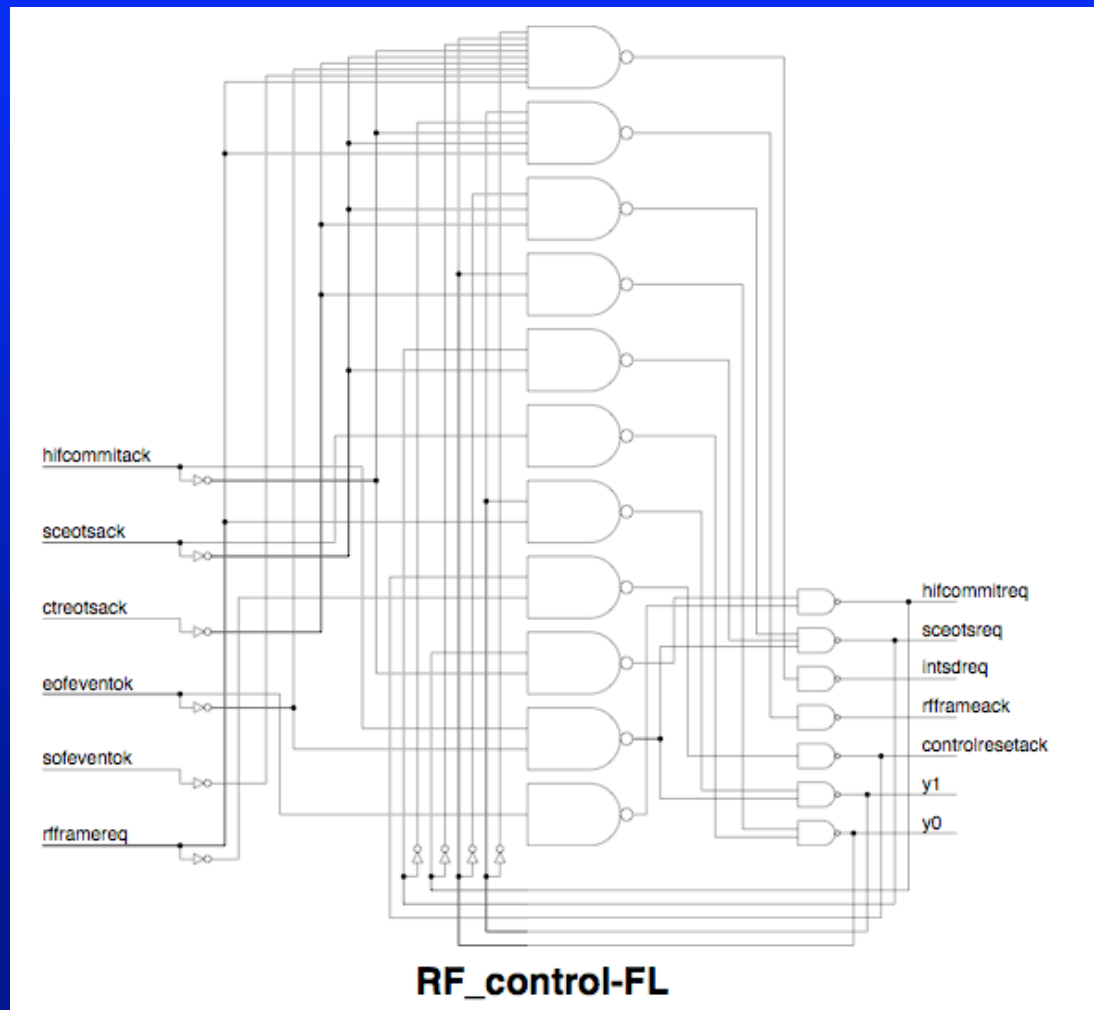 hifcommitack
sceotsack
ctreotsack
eofeventok
sofeventok
rfframereq
hifcommitreq
sceotsreq
intsdreq
rfframeack
controlresetack
y1
y0
RF_control-FL